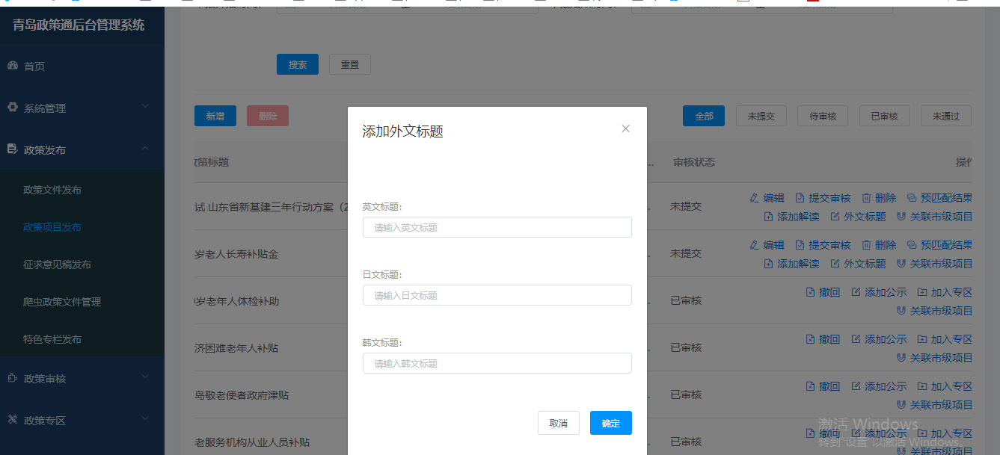 青岛政策通后台管理系统
首页
搜索 重置
系统管理
新增 删除 全部 未提交 待审核 已审核 未通过
添加外文标题
政策发布
策标题 审核状态
政策文件发布
试 山东省新基建三年行动方案（2 未提交 编辑 提交审核 删除 预匹配结果
英文标题:
添加解读 外文标题 关联市级项目
政策项目发布
请输入英文标题
岁老人长寿补贴金 未提交 编辑 提交审核 删除 预匹配结果
征求意见稿发布
添加解读 外文标题 关联市级项目
日文标题:
请输入日文标题
爬虫政策文件管理
岁老年人体检补助 已审核 撤回 添加公示 加入专区
关联市级项目
特色专栏发布
韩文标题:
济困难老年人补贴 已审核 撤回 添加公示 加入专区
关联市级项目
请输入韩文标题
政策审核
岛敬老使者政府津贴 已审核 撤回 添加公示 加入专区
关联市级项目
政策专区
取消 确定
老服务机构从业人员补贴 已审核 撤回 添加公示 加入专区
关联市级项目
激活 Windows
转到"设置"以激活 Windows。